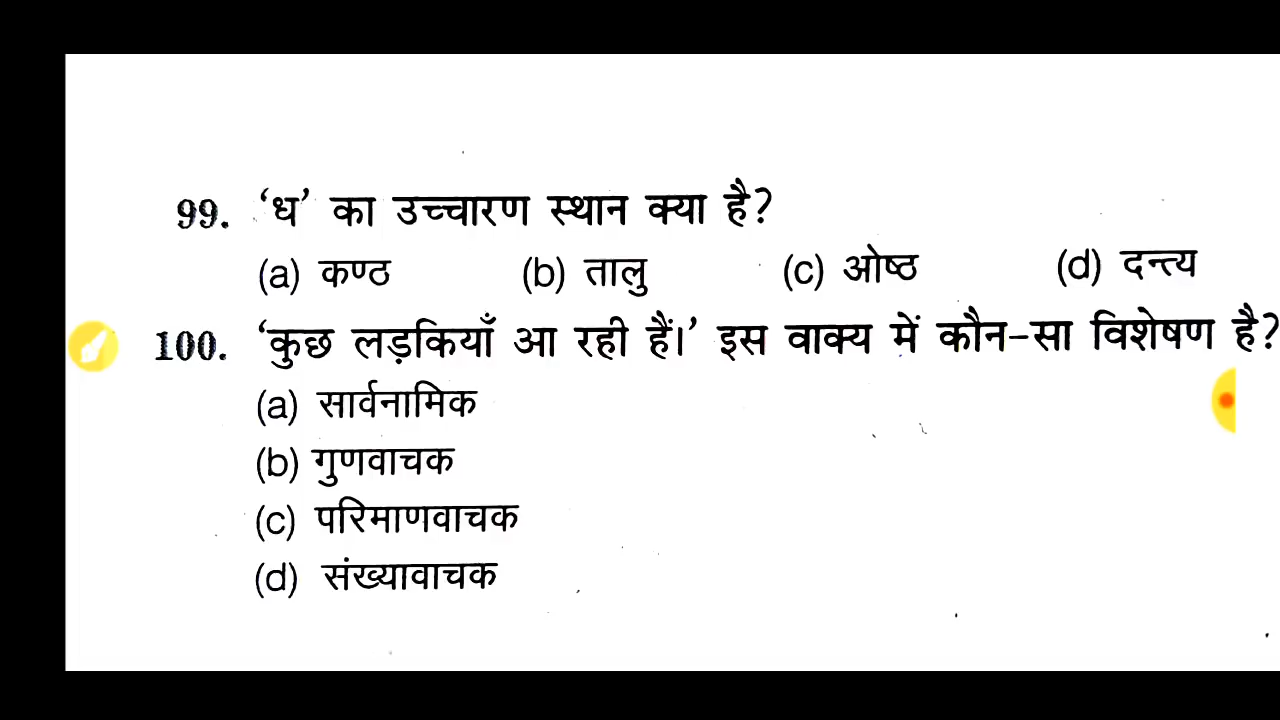 99. ‘ध’ का उच्चारण स्थान क्या है?
(a) कण्ठ (b) तालु (c) ओष्ठ (d) दन्त्य
100. ‘कुछ लड़कियाँ आ रही हैं।’ इस वाक्य में कौन-सा विशेषण है?
(a) सार्वनामिक
(b) गुणवाचक
(c) परिमाणवाचक
(d) संख्यावाचक